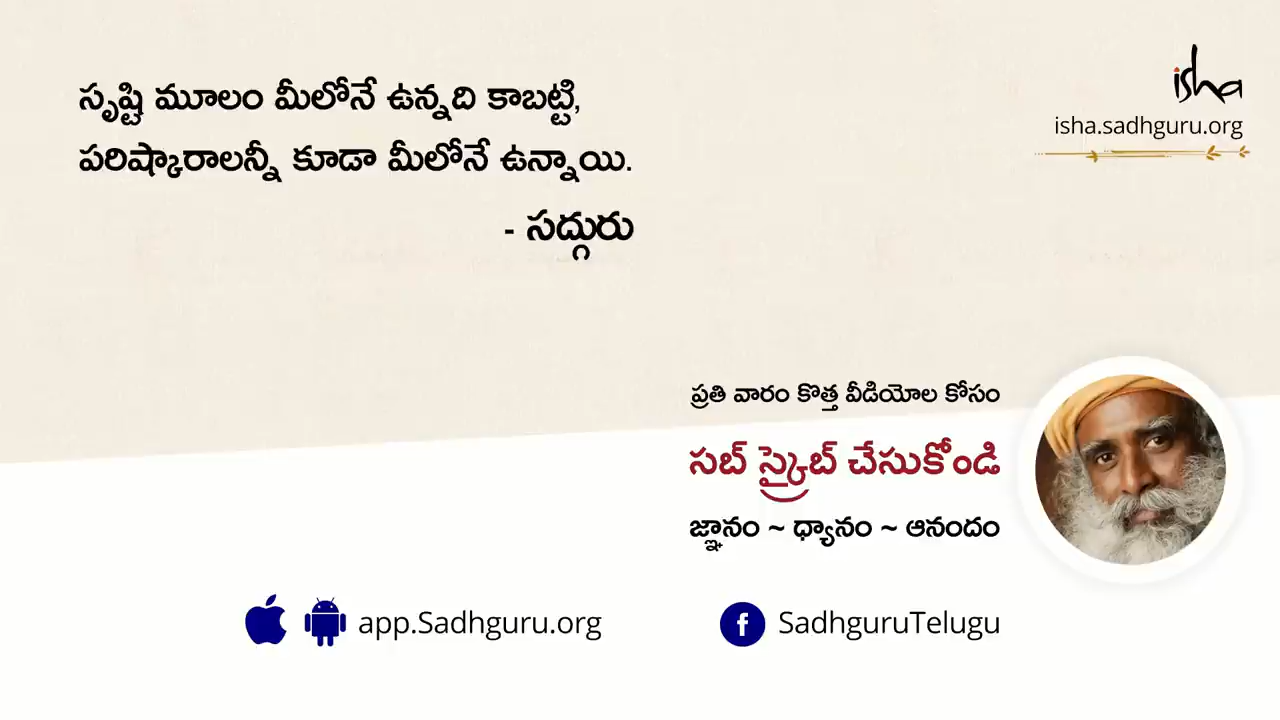 సృష్టి మూలం మీలోనే ఉన్నది కాబట్టి,
పరిష్కారాలన్నీ కూడా మీలోనే ఉన్నాయి.
- సద్గురు
isha
isha.sadhguru.org
ప్రతి వారం కొత్త వీడియోల కోసం
సబ్ స్క్రైబ్ చేసుకోండి
జ్ఞానం ~ ధ్యానం ~ ఆనందం
app.Sadhguru.org
f SadhguruTelugu